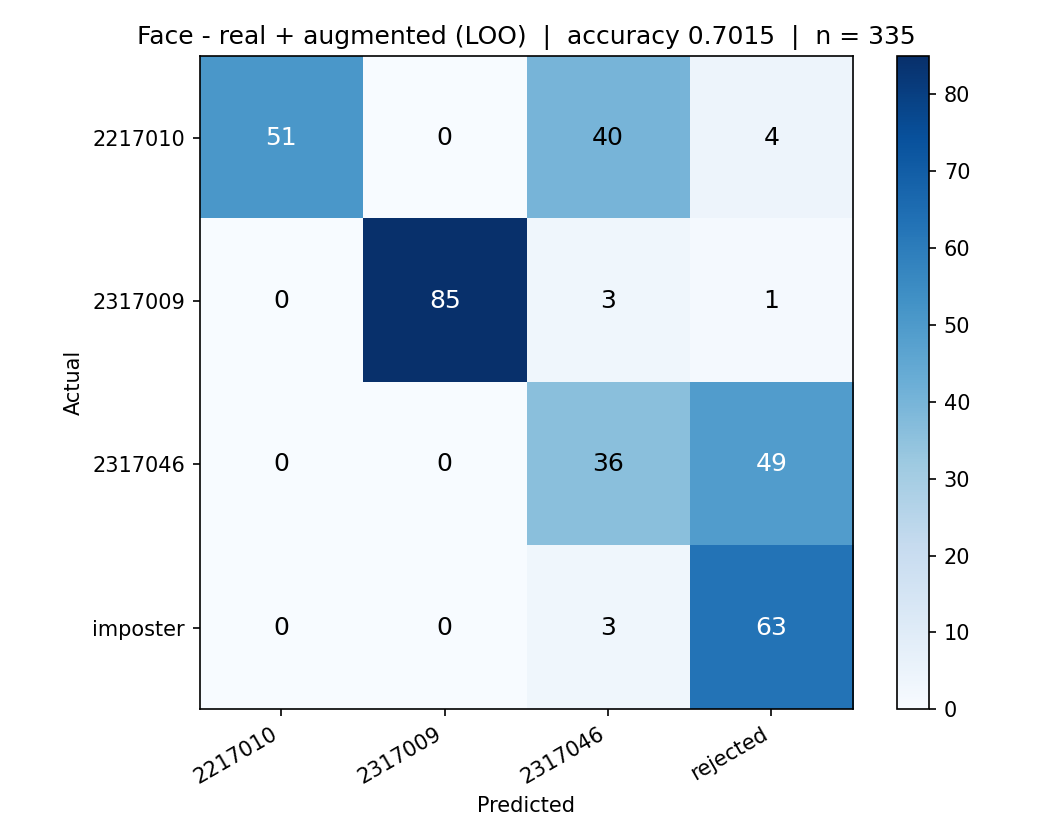 Face - real + augmented (LOO)  |  accuracy 0.7015  |  n = 335
Actual
2217010 51 0 40 4
2317009 0 85 3 1
2317046 0 0 36 49
imposter 0 0 3 63
2217010 2317009 2317046 rejected
Predicted
80
70
60
50
40
30
20
10
0